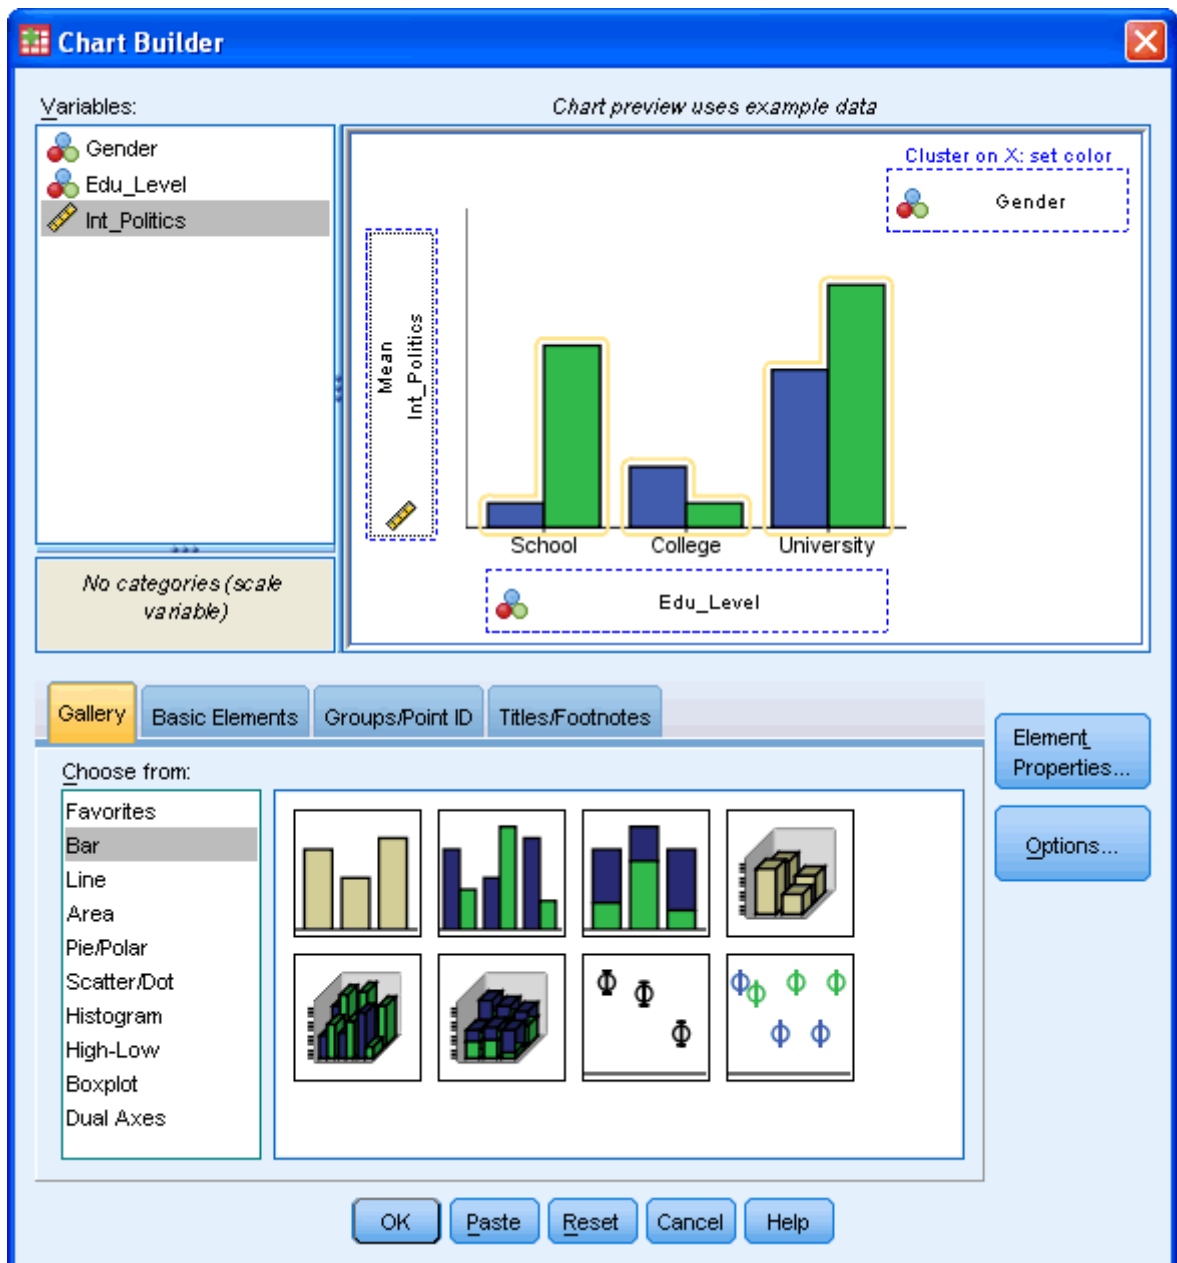 Chart Builder
Variables:
Chart preview uses example data
Gender
Edu_Level
Int_Politics
No categories (scale
variable)
Cluster on X: set color
Gender
Mean
Int_Politics
School
College
University
Edu_Level
Gallery
Basic Elements
Groups/Point ID
Titles/Footnotes
Element
Properties...
Options...
Choose from:
Favorites
Bar
Line
Area
Pie/Polar
Scatter/Dot
Histogram
High-Low
Boxplot
Dual Axes
OK
Paste
Reset
Cancel
Help